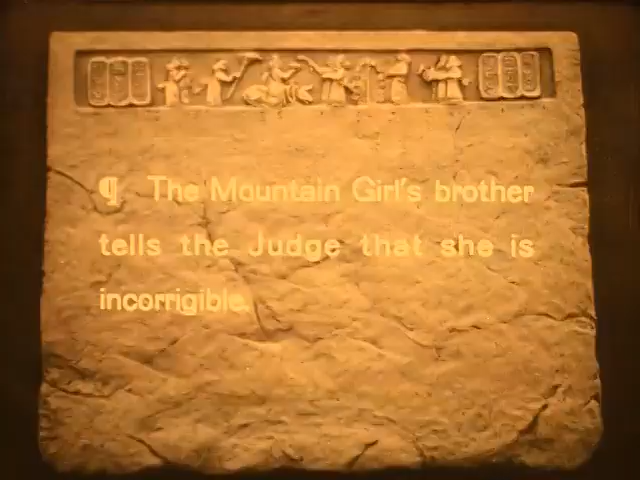 ¶ The Mountain Girl's brother
tells the Judge that she is
incorrigible.